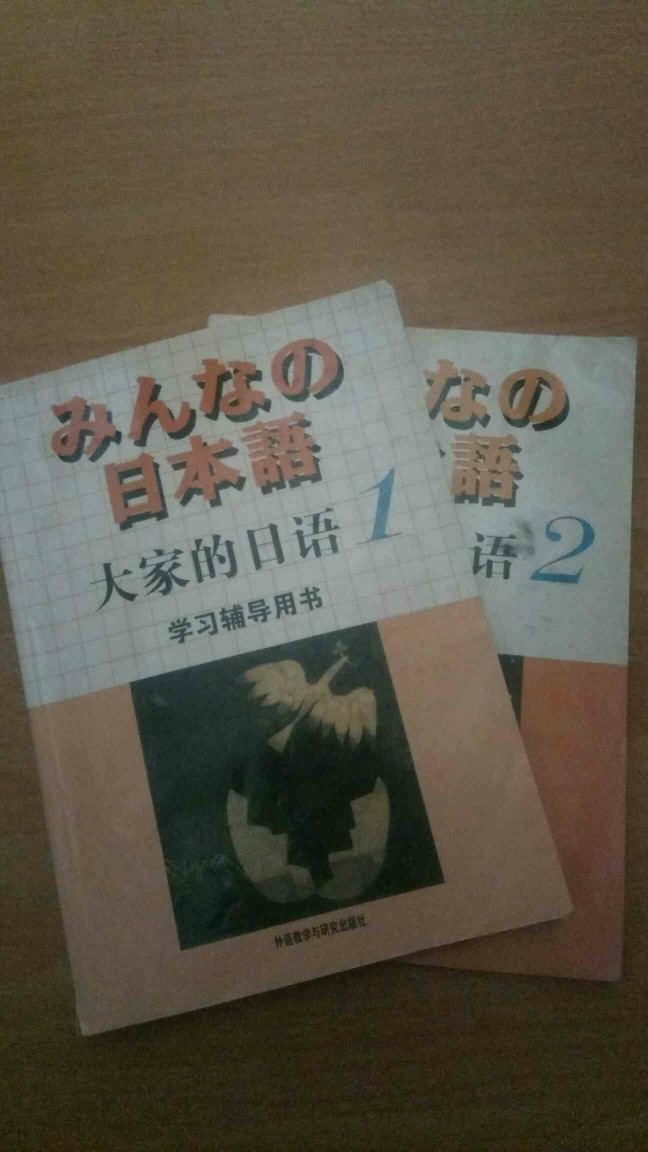 みんなの
日本語
大家的日语 1
学习辅导用书
外语教学与研究出版社
なの
語
语 2